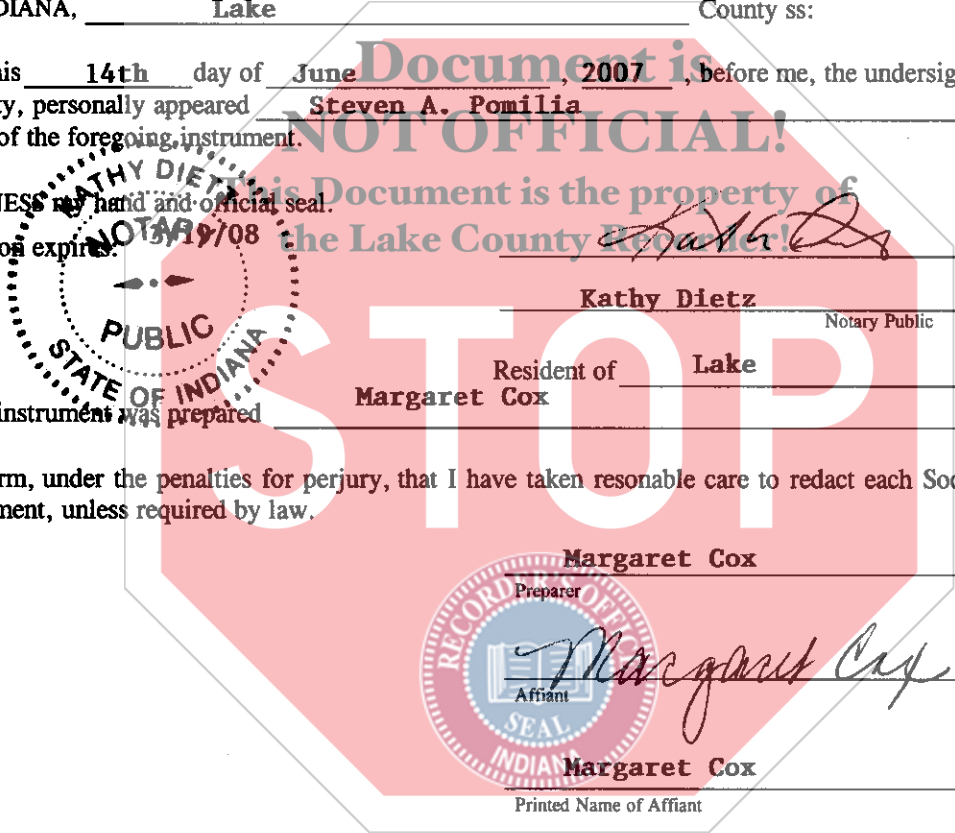 DIANA, Lake County ss:
his 14th day of June, 2007, before me, the undersig
ty, personally appeared Steven A. Pomilia
of the foregoing instrument.
NESS my hand and official seal.
on expires: 3/19/08
Kathy Dietz
Notary Public
Resident of Lake
instrument was prepared Margaret Cox
rm, under the penalties for perjury, that I have taken resonable care to redact each Soc
ment, unless required by law.
Margaret Cox
Preparer
Margaret Cox
Affiant
Margaret Cox
Printed Name of Affiant
KATHY DIETZ
NOTARY
PUBLIC
STATE OF INDIANA
Document is
NOT OFFICIAL!
This Document is the property of
the Lake County Recorder!
STOP
RECORDER'S OFFICE
SEAL
INDIANA